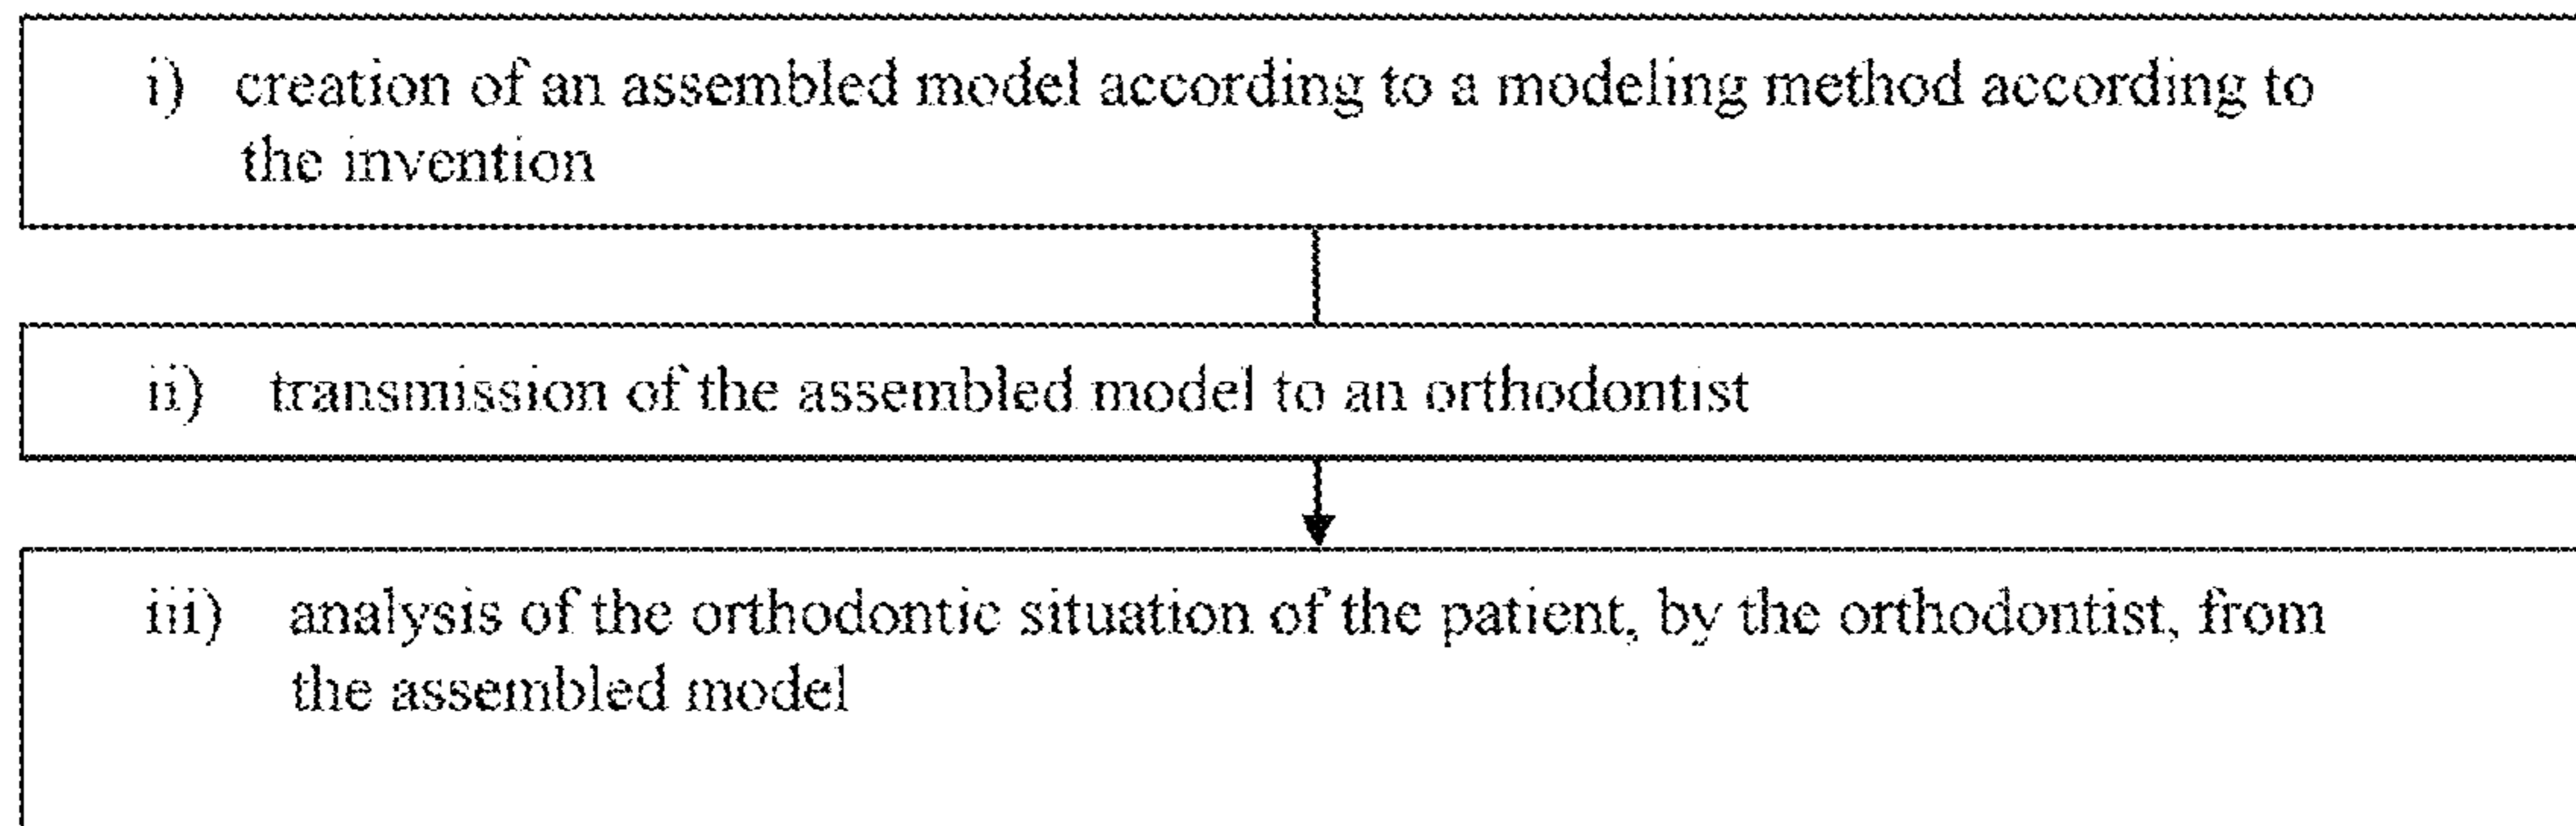 i) creation of an assembled model according to a modeling method according to
the invention
ii) transmission of the assembled model to an orthodontist
iii) analysis of the orthodontic situation of the patient, by the orthodontist, from
the assembled model